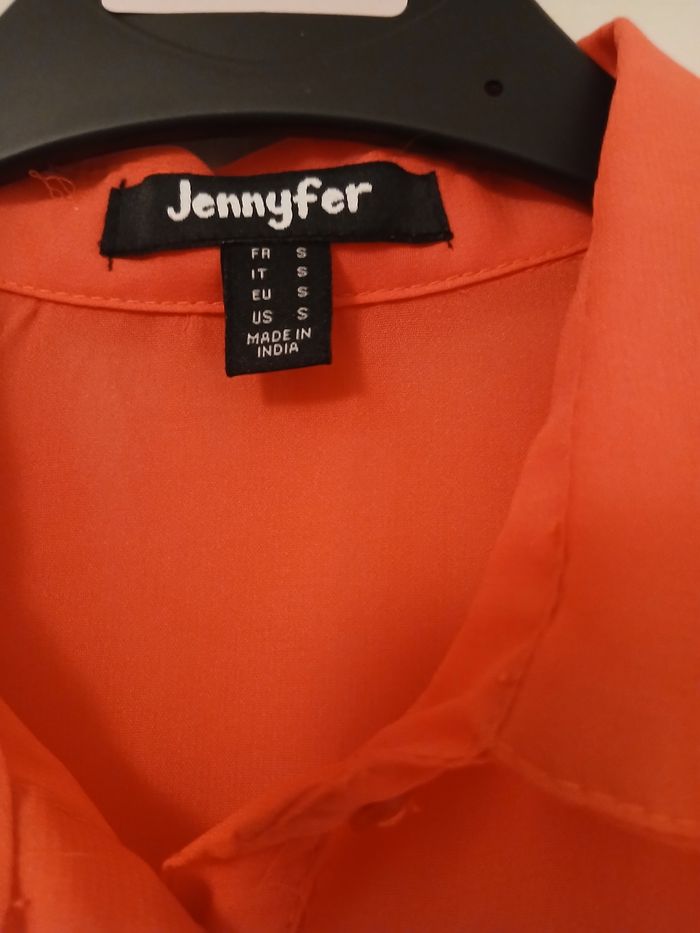 Jennyfer
FR S
IT S
EU S
US S
MADE IN
INDIA